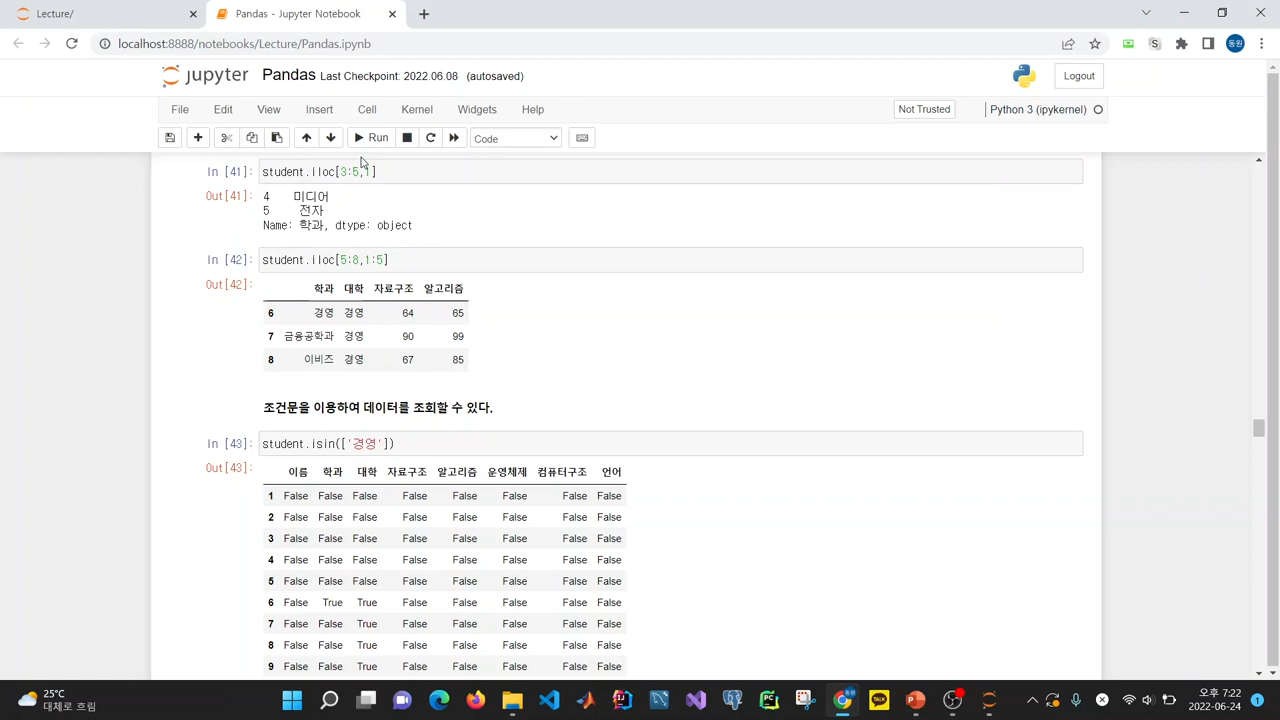 Lecture/
Pandas - Jupyter Notebook
localhost:8888/notebooks/Lecture/Pandas.ipynb
동원
jupyter Pandas Last Checkpoint: 2022.06.08 (autosaved)
Logout
File Edit View Insert Cell Kernel Widgets Help
Not Trusted
Python 3 (ipykernel)
Run
Code
In [41]: student.iloc[3:5,1]
Out[41]: 4 미디어
5 전자
Name: 학과, dtype: object
In [42]: student.iloc[5:8,1:5]
Out[42]:
학과 대학 자료구조 알고리즘
6 경영 경영 64 65
7 금융공학과 경영 90 99
8 이비즈 경영 67 85
조건문을 이용하여 데이터를 조회할 수 있다.
In [43]: student.isin(['경영'])
Out[43]:
이름 학과 대학 자료구조 알고리즘 운영체제 컴퓨터구조 언어
1 False False False False False False False False
2 False False False False False False False False
3 False False False False False False False False
4 False False False False False False False False
5 False False False False False False False False
6 False True True False False False False False
7 False False True False False False False False
8 False False True False False False False False
9 False False True False False False False False
25°C
대체로 흐림
오후 7:22
2022-06-24